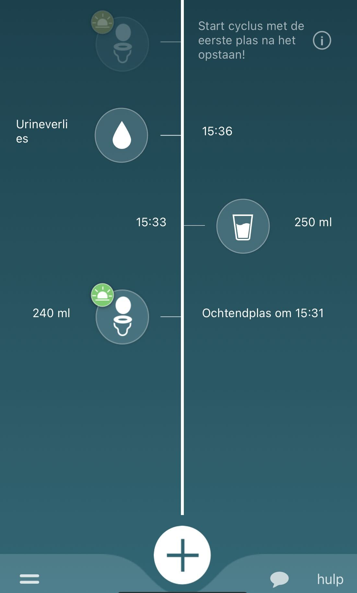 Start cyclus met de
eerste plas na het
opstaan!
i
Urineverli
es
15:36
15:33
250 ml
240 ml
Ochtendplas om 15:31
hulp